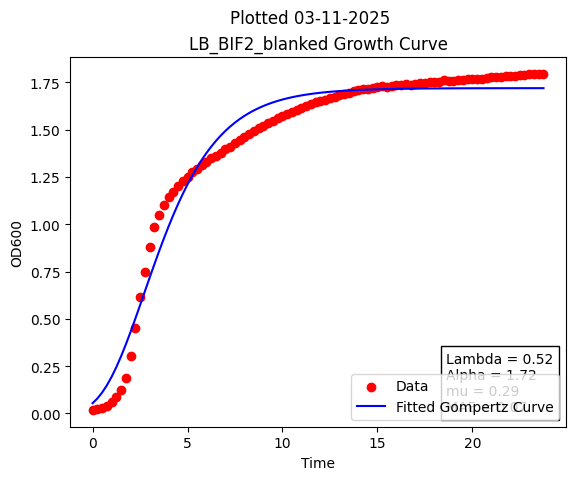 Plotted 03-11-2025
LB_BIF2_blanked Growth Curve
OD600
1.75
1.50
1.25
1.00
0.75
0.50
0.25
0.00
0
5
10
15
20
Time
Lambda = 0.52
Alpha = 1.72
mu = 0.29
Data
Fitted Gompertz Curve